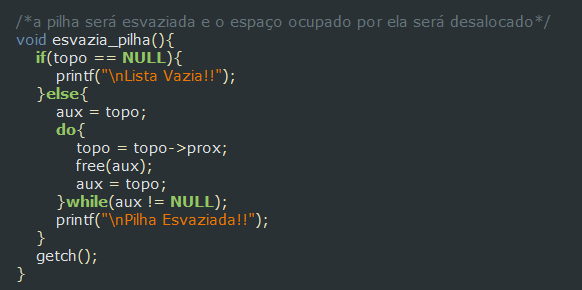 /*a pilha será esvaziada e o espaço ocupado por ela será desalocado*/
void esvazia_pilha(){
if(topo == NULL){
printf("\nLista Vazia!!");
}else{
aux = topo;
do{
topo = topo->prox;
free(aux);
aux = topo;
}while(aux != NULL);
printf("\nPilha Esvaziada!!");
}
getch();
}